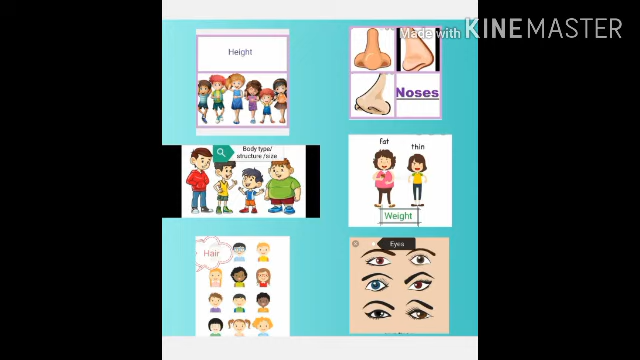 Made with KINEMASTER
Height
Noses
Body type/
structure /size
fat
thin
Weight
Hair
Eyes